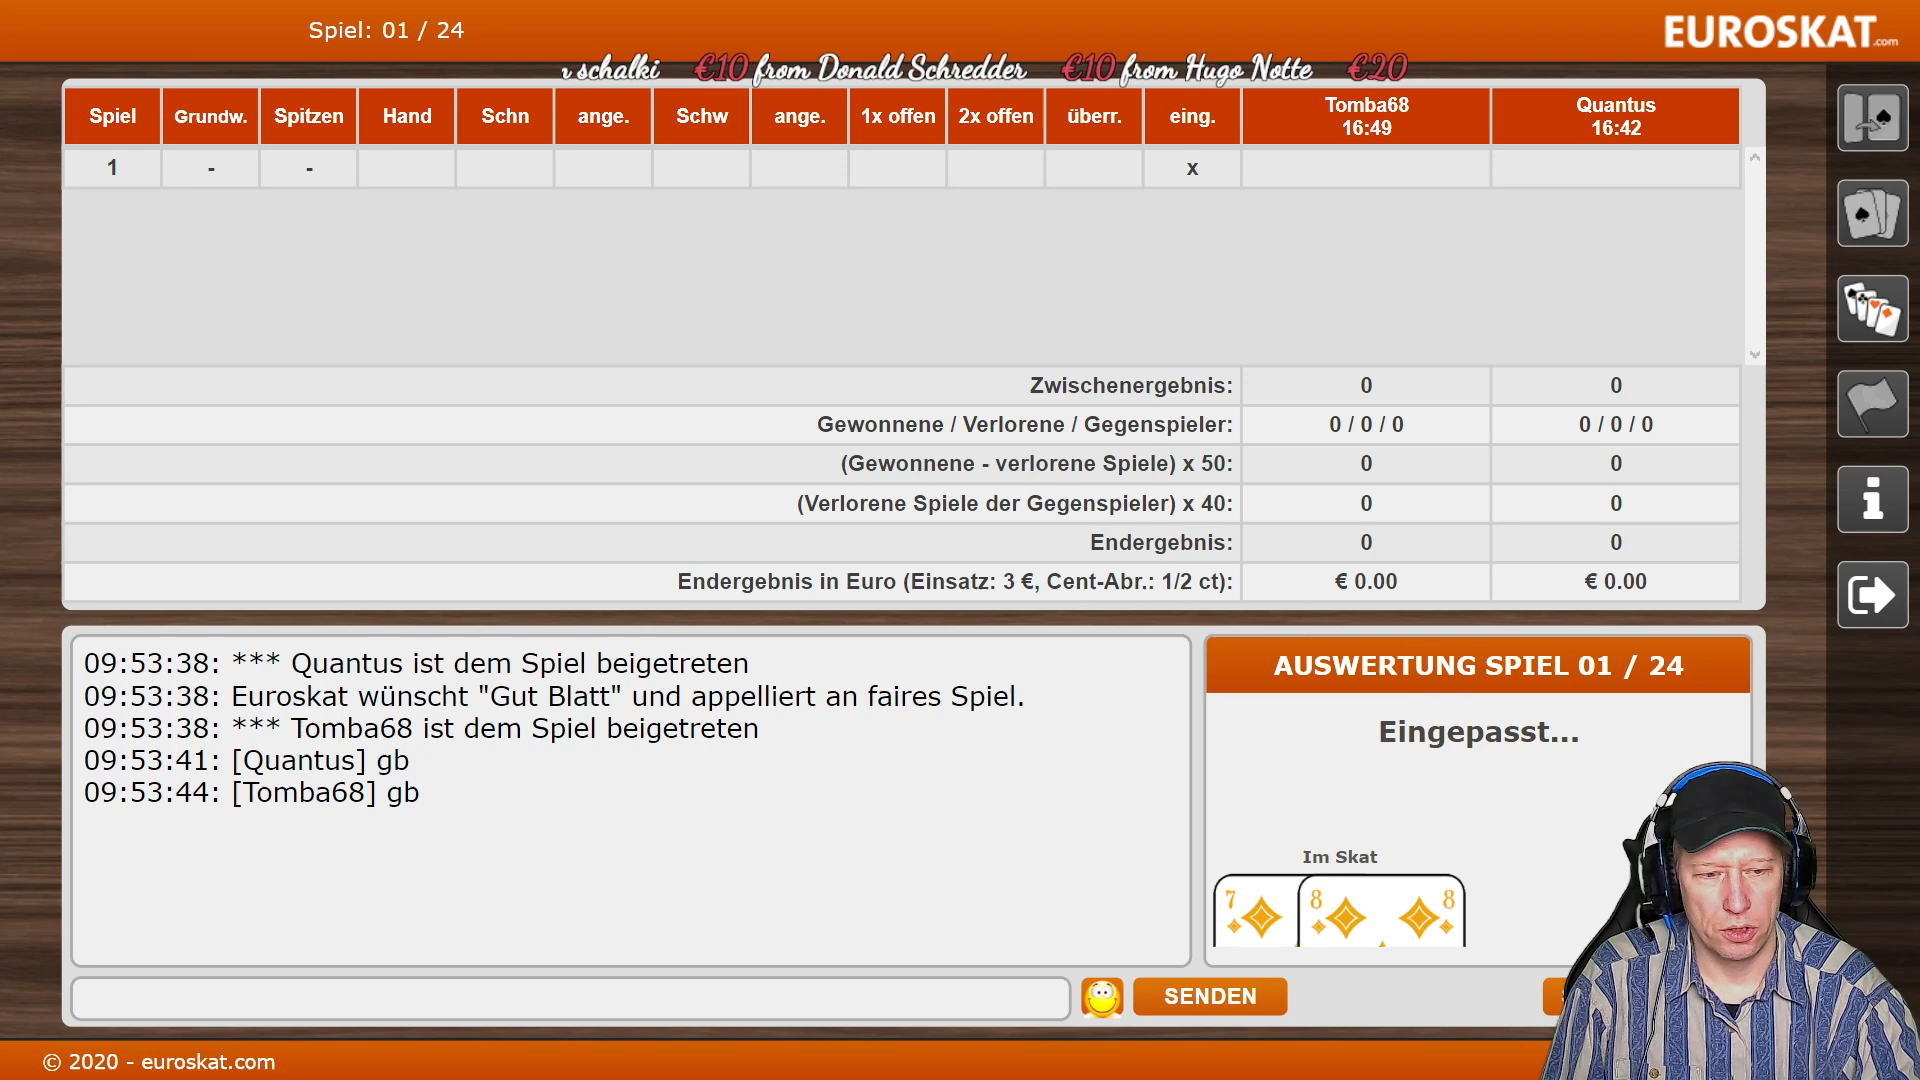 Spiel: 01 / 24
EUROSKAT.com
schalki €10 from Donald Schredder €10 from Hugo Notte €20
Spiel Grundw. Spitzen Hand Schn ange. Schw ange. 1x offen 2x offen überr. eing. Tomba68 16:49 Quantus 16:42
1 - - x
Zwischenergebnis: 0 0
Gewonnene / Verlorene / Gegenspieler: 0 / 0 / 0 0 / 0 / 0
(Gewonnene - verlorene Spiele) x 50: 0 0
(Verlorene Spiele der Gegenspieler) x 40: 0 0
Endergebnis: 0 0
Endergebnis in Euro (Einsatz: 3 €, Cent-Abr.: 1/2 ct): € 0.00 € 0.00
09:53:38: *** Quantus ist dem Spiel beigetreten
09:53:38: Euroskat wünscht "Gut Blatt" und appelliert an faires Spiel.
09:53:38: *** Tomba68 ist dem Spiel beigetreten
09:53:41: [Quantus] gb
09:53:44: [Tomba68] gb
AUSWERTUNG SPIEL 01 / 24
Eingepasst...
Im Skat
7 8 8
SENDEN
© 2020 - euroskat.com